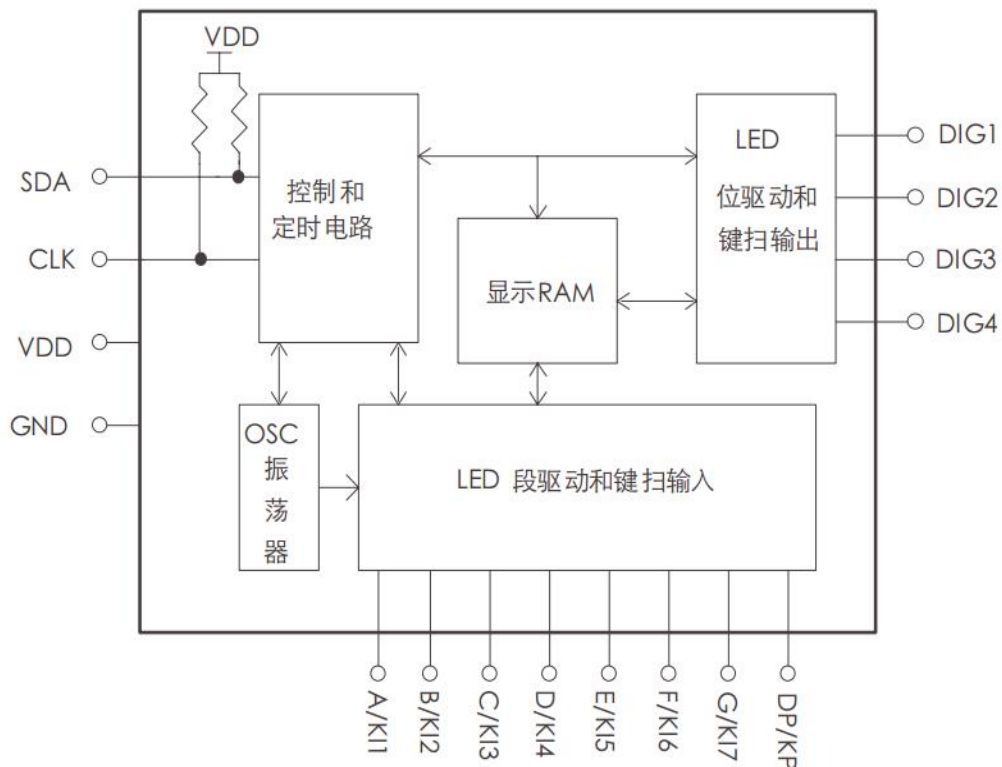 VDD
SDA
CLK
VDD
GND
控制和
定时电路
LED
位驱动和
键扫输出
显示RAM
DIG1
DIG2
DIG3
DIG4
OSC
振
荡
器
LED 段驱动和键扫输入
A/KI1
B/KI2
C/KI3
D/KI4
E/KI5
F/KI6
G/KI7
DP/KP